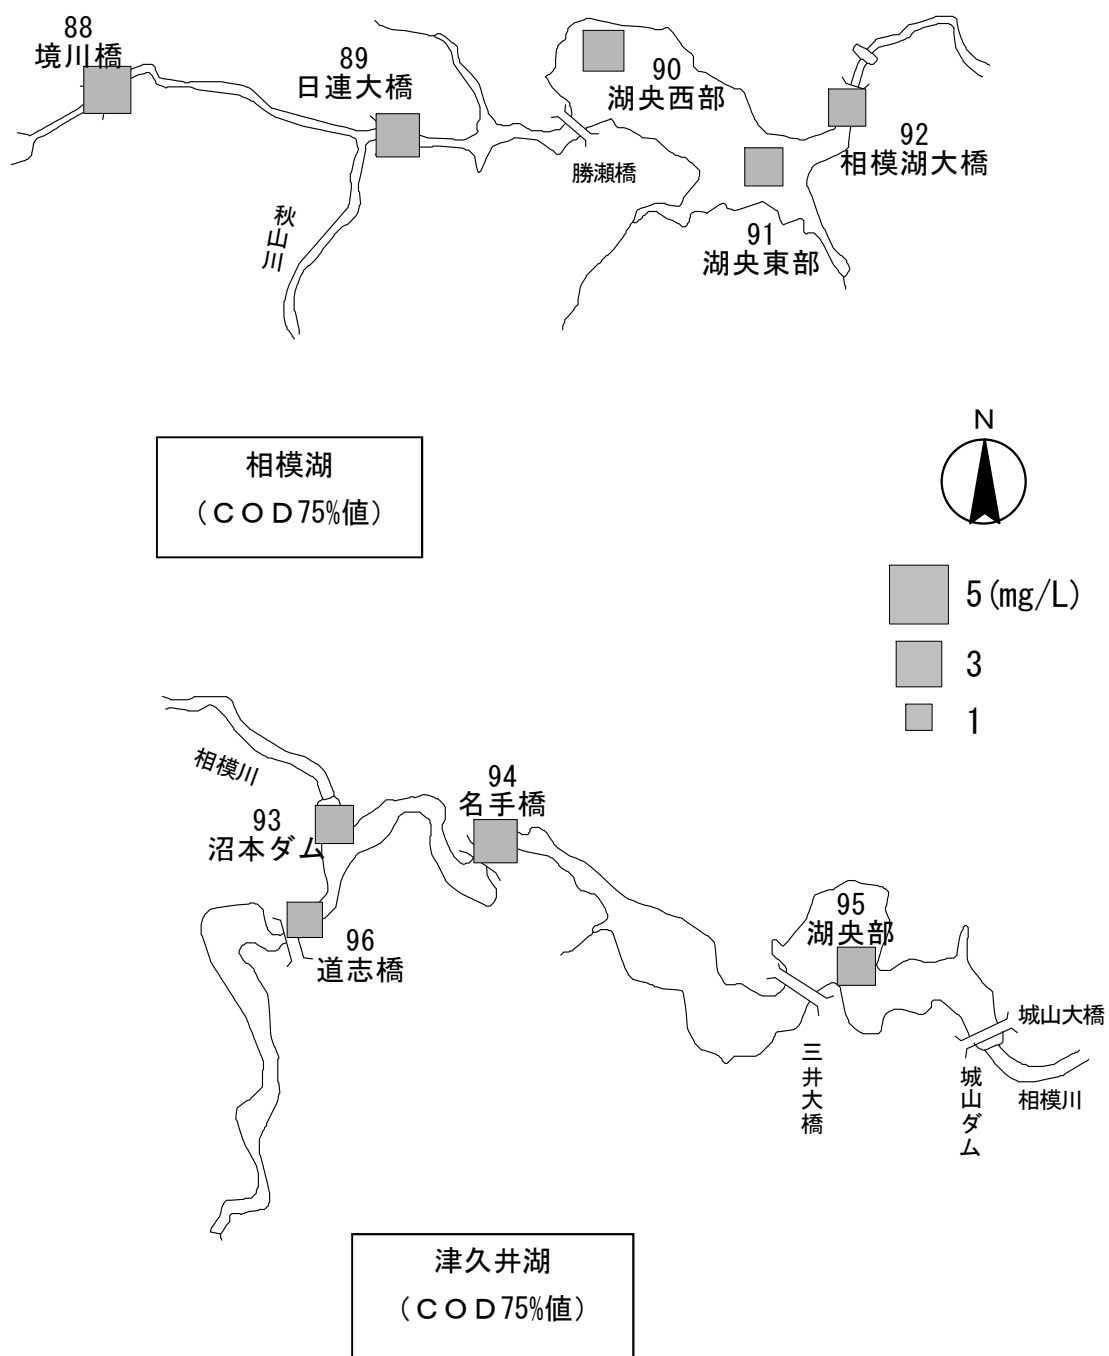 88
境川橋
89
日連大橋
90
湖央西部
92
相模湖大橋
勝瀬橋
91
湖央東部
秋山川
相模湖
（ＣＯＤ75%値）
N
5(mg/L)
3
1
相模川
93
沼本ダム
94
名手橋
95
湖央部
96
道志橋
城山大橋
三井大橋
城山ダム
相模川
津久井湖
（ＣＯＤ75%値）